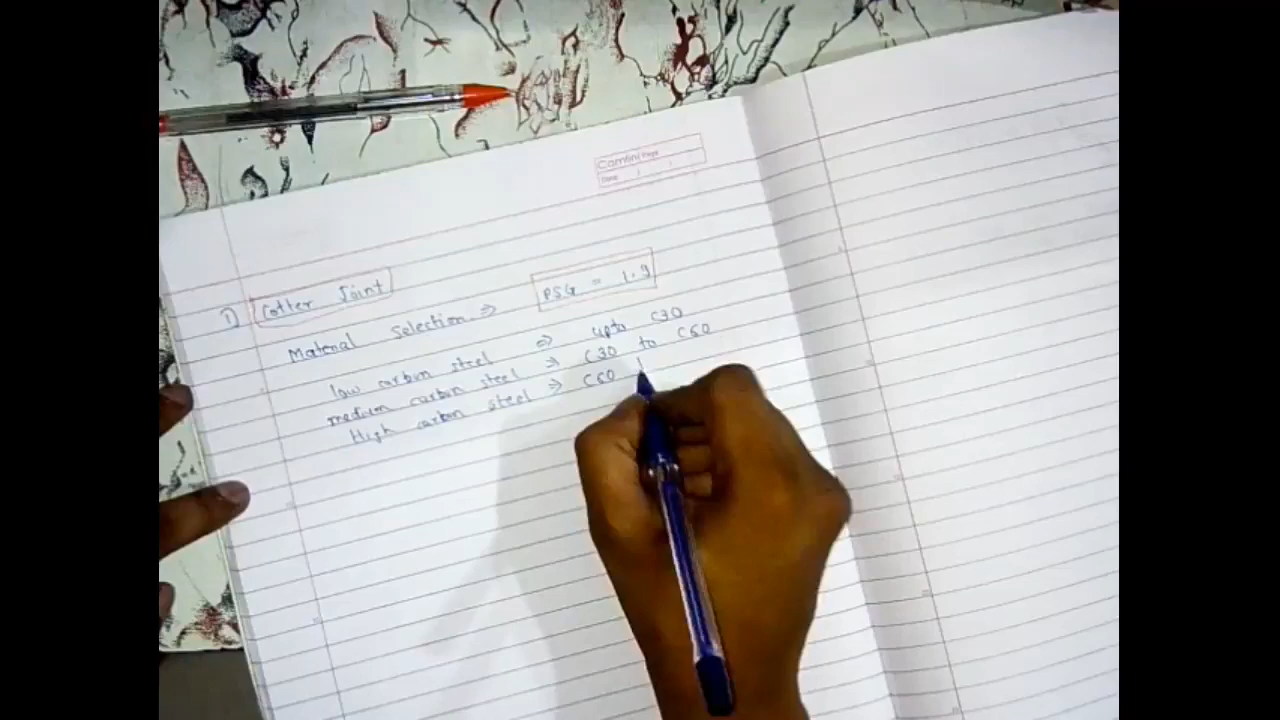 Camlin Page
Date / /
1) Cotter Joint
Material Selection ⇒ PSG = 1.9
low carbon steel ⇒ upto C30
medium carbon steel ⇒ C30 to C60
High carbon steel ⇒ C60